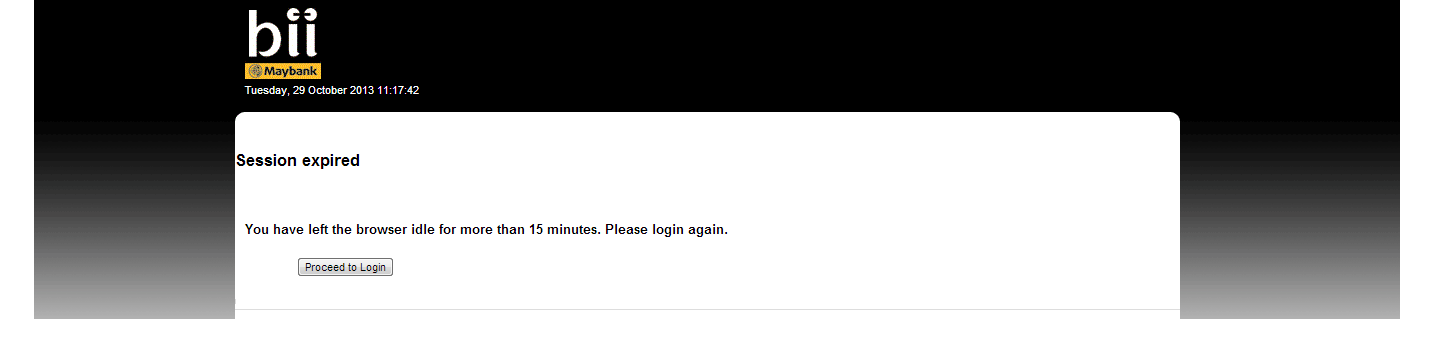 bii
Maybank
Tuesday, 29 October 2013 11:17:42
Session expired
You have left the browser idle for more than 15 minutes. Please login again.
Proceed to Login